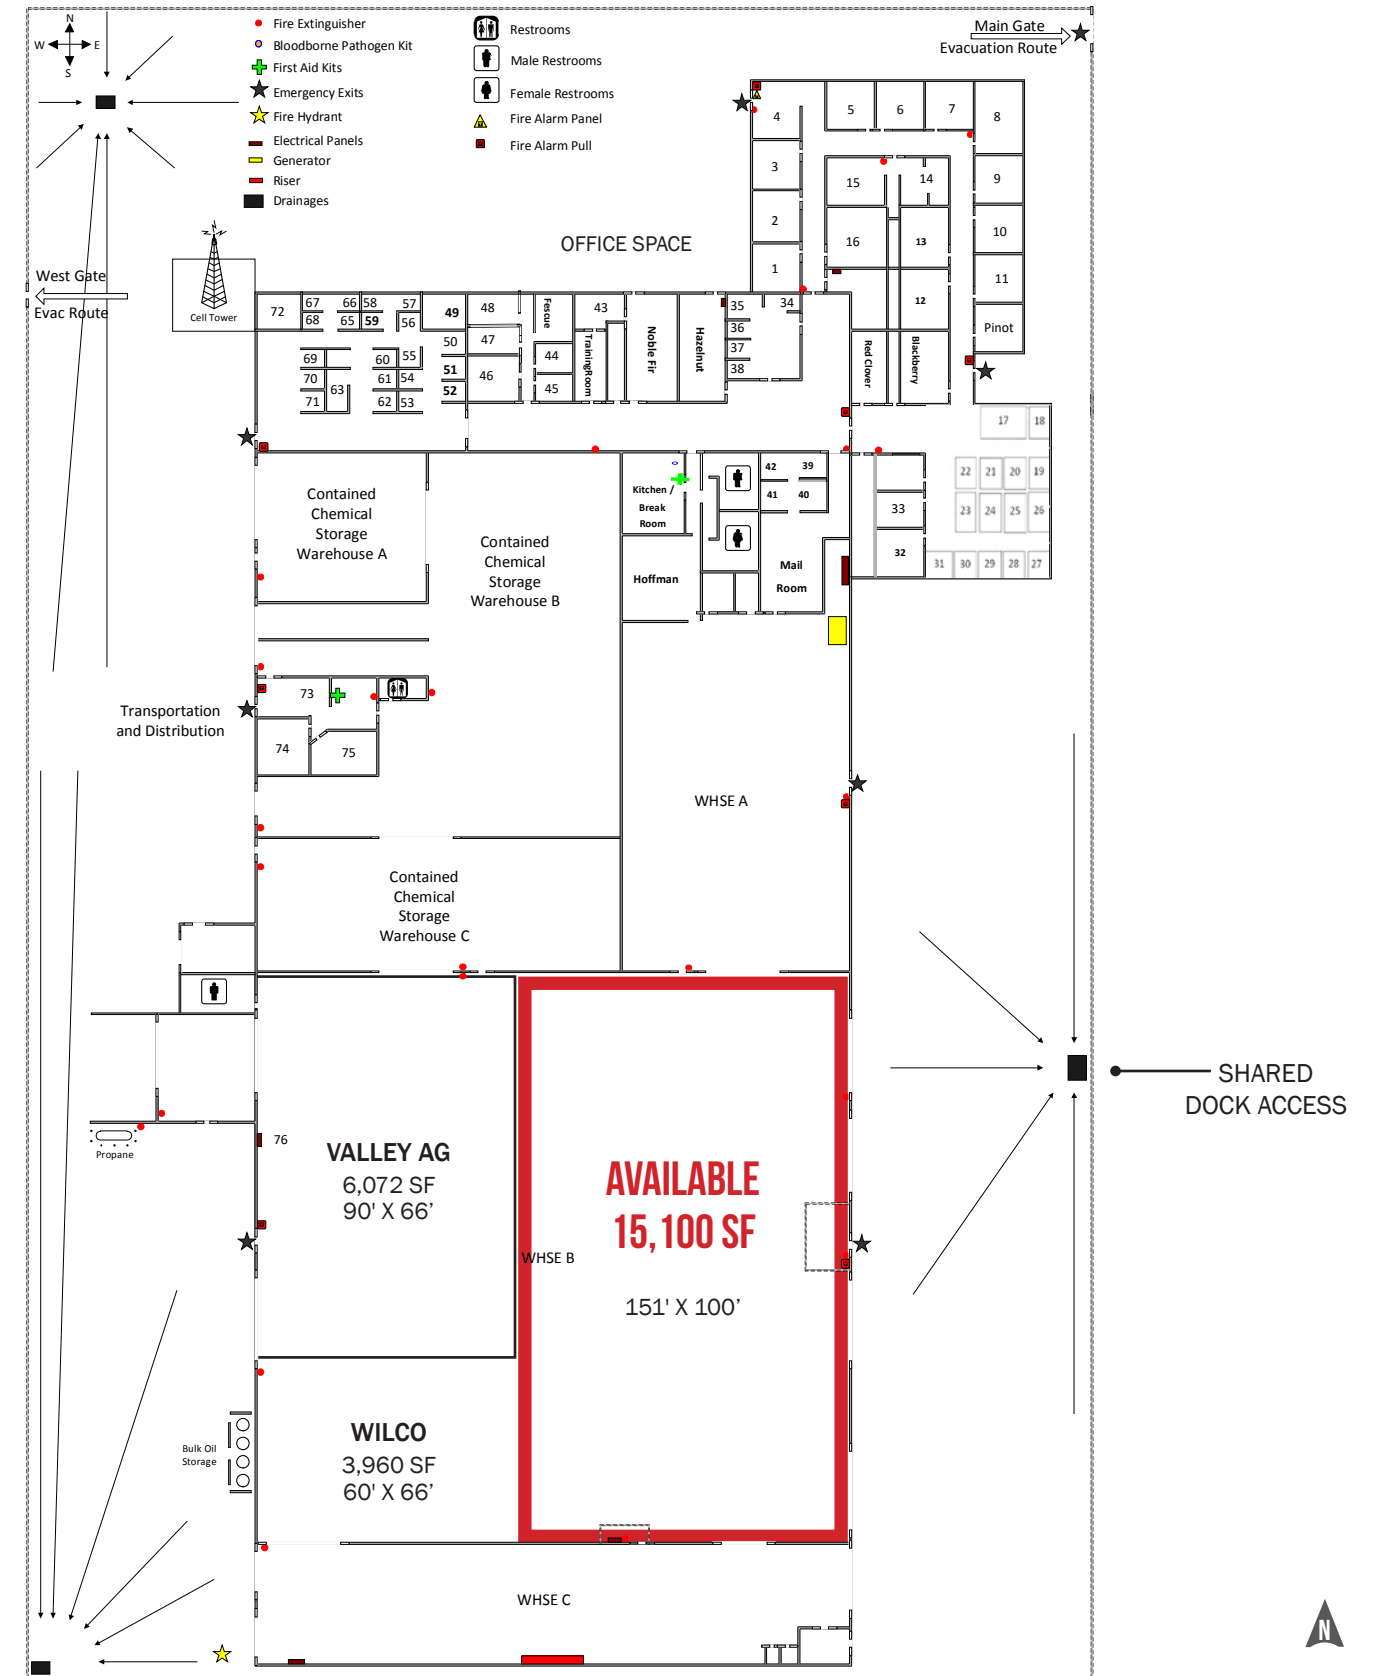 N
W
E
S
Fire Extinguisher
Bloodborne Pathogen Kit
First Aid Kits
Emergency Exits
Fire Hydrant
Electrical Panels
Generator
Riser
Drainages
Restrooms
Male Restrooms
Female Restrooms
Fire Alarm Panel
Fire Alarm Pull
Main Gate
Evacuation Route
West Gate
Evac Route
Cell Tower
OFFICE SPACE
4
5
6
7
8
3
15
14
9
2
16
13
10
1
12
11
Pinot
72
67
66
58
57
68
65
59
56
49
48
Fescue
43
35
34
50
47
36
69
60
55
44
37
70
63
61
54
51
46
45
38
71
62
53
52
TrainingRoom
Noble Fir
Hazelnut
Red Clover
Blackberry
17
18
22
21
20
19
23
24
25
26
31
30
29
28
27
33
32
42
39
41
40
Kitchen /
Break
Room
Hoffman
Mail
Room
Contained
Chemical
Storage
Warehouse A
Contained
Chemical
Storage
Warehouse B
73
74
75
Transportation
and Distribution
WHSE A
Contained
Chemical
Storage
Warehouse C
SHARED
DOCK ACCESS
Propane
76
VALLEY AG
6,072 SF
90' X 66’
AVAILABLE
15,100 SF
WHSE B
151' X 100’
WILCO
3,960 SF
60' X 66’
Bulk Oil
Storage
WHSE C
N